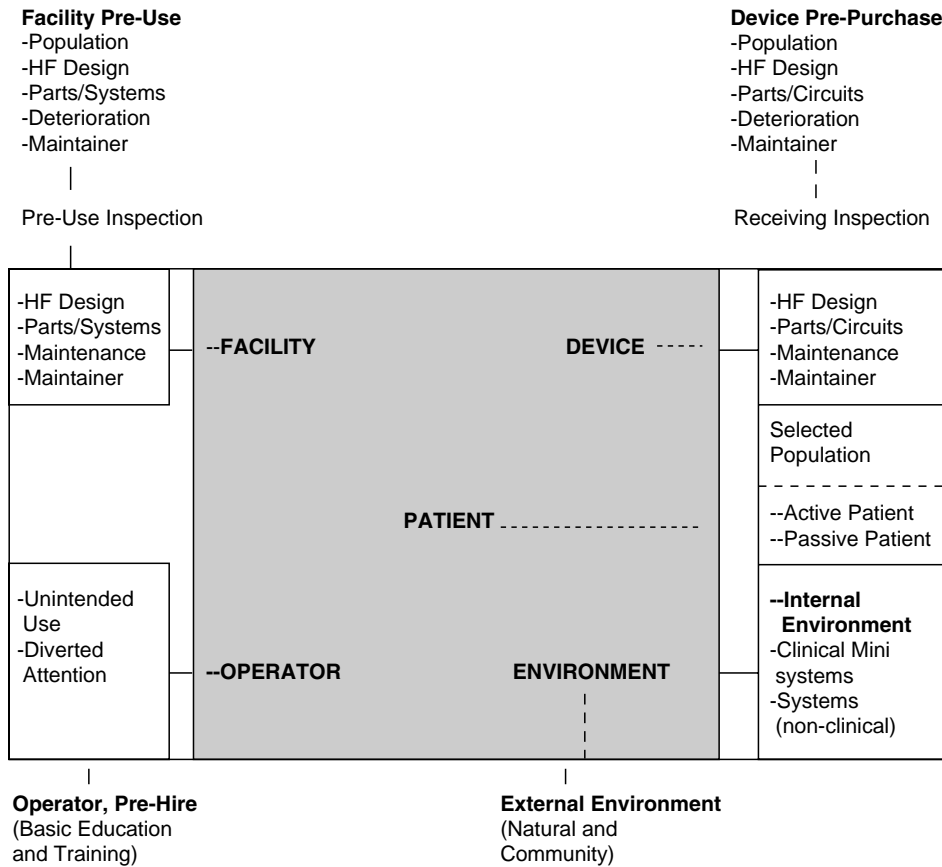 Facility Pre-Use
-Population
-HF Design
-Parts/Systems
-Deterioration
-Maintainer
Pre-Use Inspection
Device Pre-Purchase
-Population
-HF Design
-Parts/Circuits
-Deterioration
-Maintainer
Receiving Inspection
-HF Design
-Parts/Systems
-Maintenance
-Maintainer
--FACILITY
DEVICE
-HF Design
-Parts/Circuits
-Maintenance
-Maintainer
Selected
Population
PATIENT
--Active Patient
--Passive Patient
-Unintended
Use
-Diverted
Attention
--OPERATOR
ENVIRONMENT
--Internal
Environment
-Clinical Mini
systems
-Systems
(non-clinical)
Operator, Pre-Hire
(Basic Education
and Training)
External Environment
(Natural and
Community)